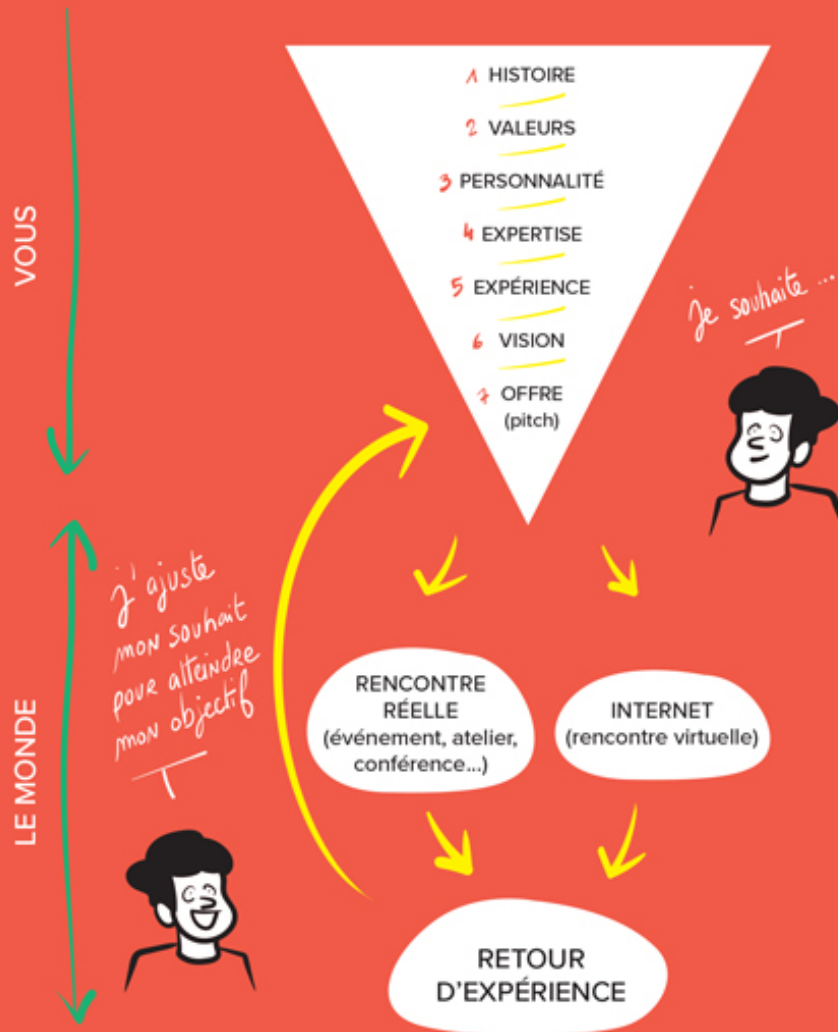 VOUS
1 HISTOIRE
2 VALEURS
3 PERSONNALITÉ
4 EXPERTISE
5 EXPÉRIENCE
6 VISION
7 OFFRE
(pitch)
je souhaite ...
LE MONDE
j'ajuste
mon souhait
pour atteindre
mon objectif
RENCONTRE
RÉELLE
(événement, atelier,
conférence...)
INTERNET
(rencontre virtuelle)
RETOUR
D'EXPÉRIENCE